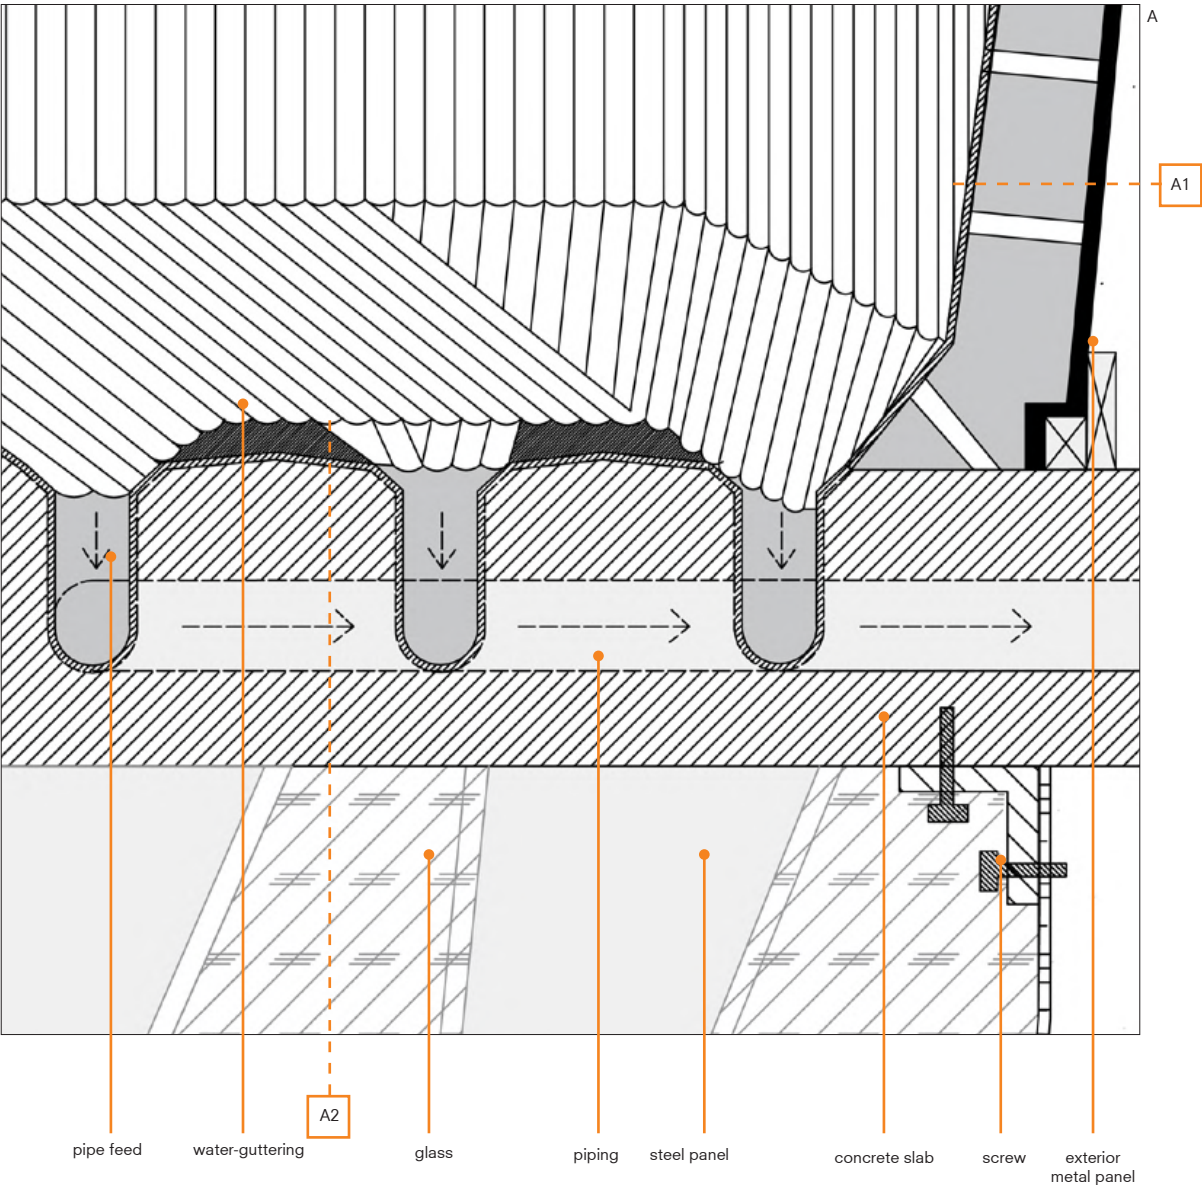 A
A1
A2
pipe feed
water-guttering
glass
piping
steel panel
concrete slab
screw
exterior
metal panel